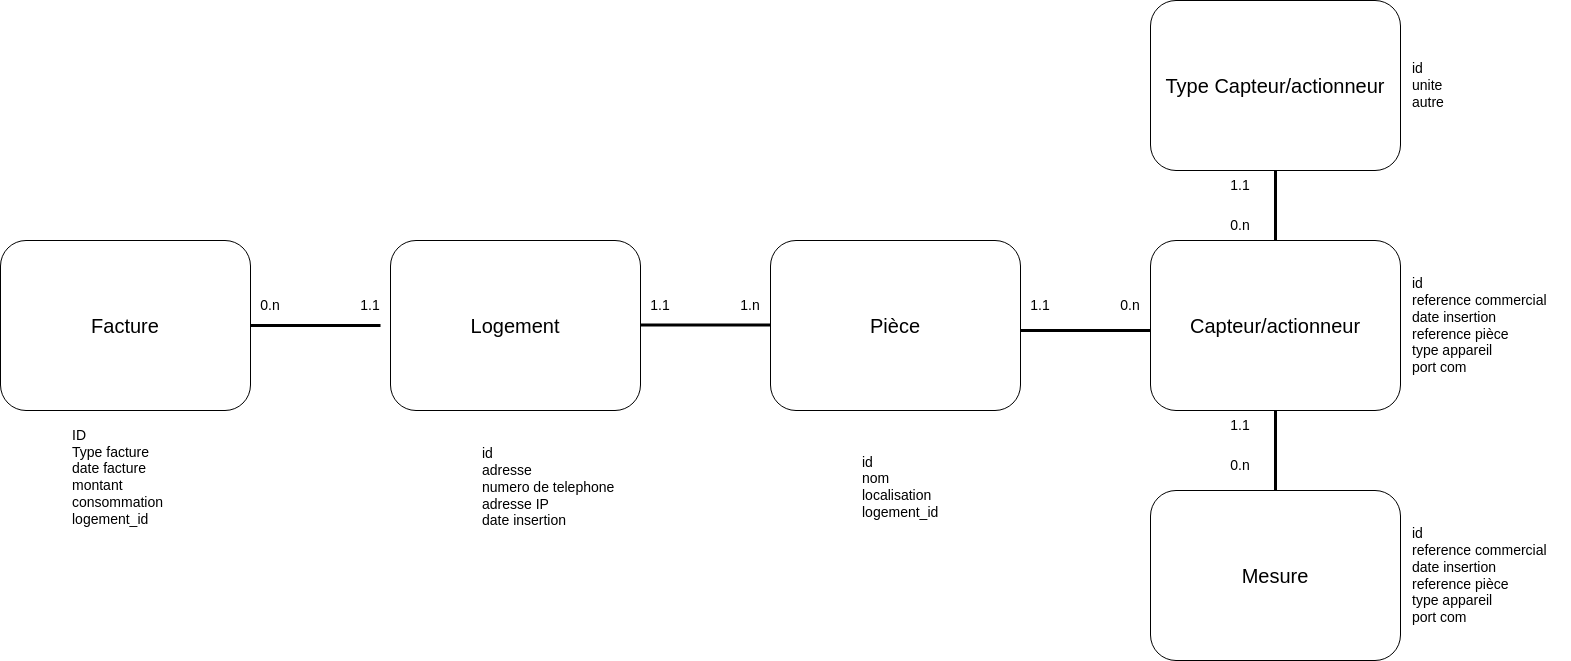 Type Capteur/actionneur
id
unite
autre
1.1
0.n
Facture
0.n
1.1
Logement
1.1
1.n
Pièce
1.1
0.n
Capteur/actionneur
id
reference commercial
date insertion
reference pièce
type appareil
port com
ID
Type facture
date facture
montant
consommation
logement_id
id
adresse
numero de telephone
adresse IP
date insertion
id
nom
localisation
logement_id
1.1
0.n
Mesure
id
reference commercial
date insertion
reference pièce
type appareil
port com